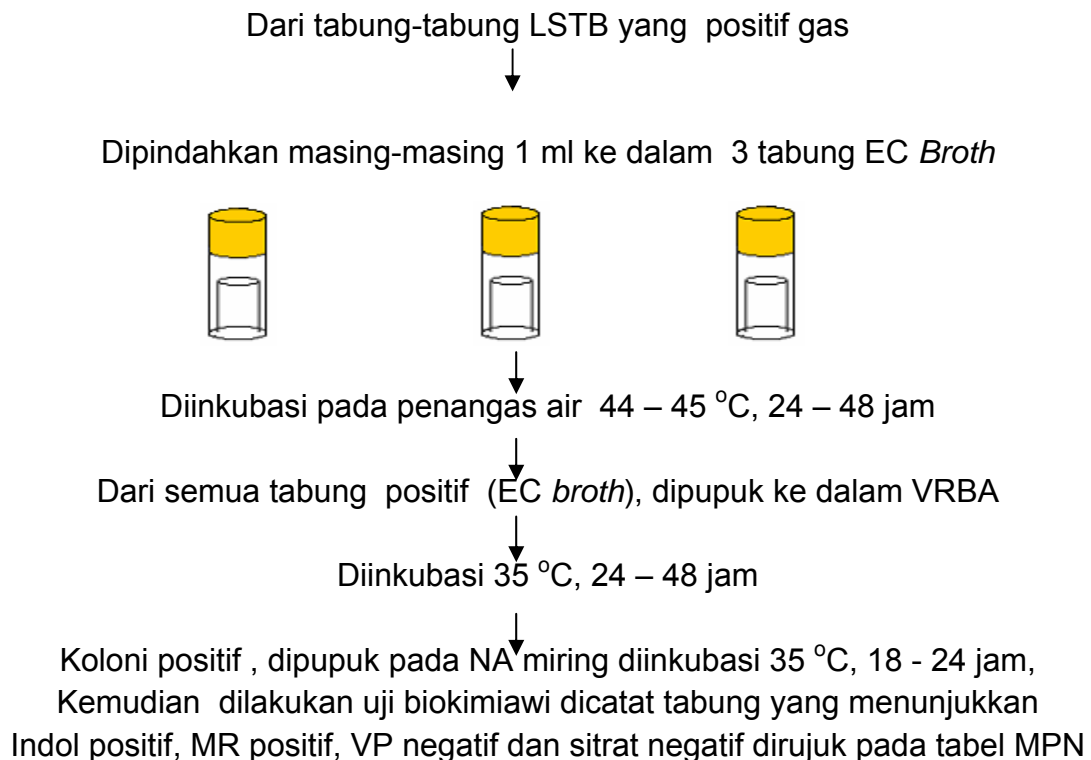 Dari tabung-tabung LSTB yang positif gas
Dipindahkan masing-masing 1 ml ke dalam 3 tabung EC Broth
Diinkubasi pada penangas air 44 – 45 °C, 24 – 48 jam
Dari semua tabung positif (EC broth), dipupuk ke dalam VRBA
Diinkubasi 35 °C, 24 – 48 jam
Koloni positif , dipupuk pada NA miring diinkubasi 35 °C, 18 - 24 jam,
Kemudian dilakukan uji biokimiawi dicatat tabung yang menunjukkan
Indol positif, MR positif, VP negatif dan sitrat negatif dirujuk pada tabel MPN